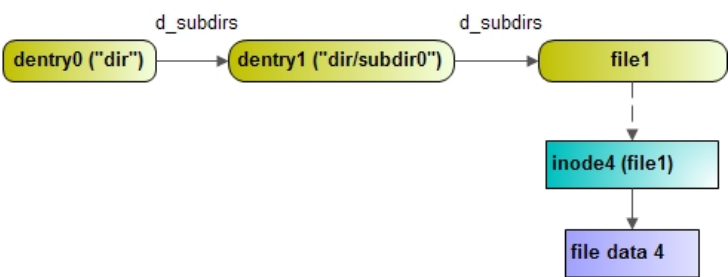 d_subdirs
d_subdirs
dentry0 ("dir")
dentry1 ("dir/subdir0")
file1
inode4 (file1)
file data 4